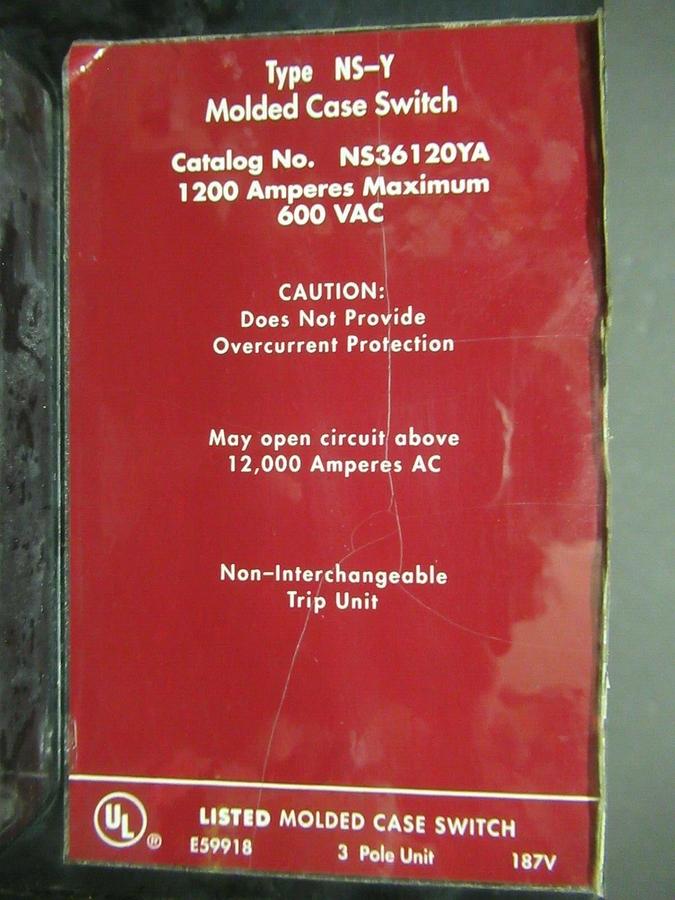 Type NS-Y
Molded Case Switch
Catalog No. NS36120YA
1200 Amperes Maximum
600 VAC
CAUTION:
Does Not Provide
Overcurrent Protection
May open circuit above
12,000 Amperes AC
Non-Interchangeable
Trip Unit
UL ®
LISTED MOLDED CASE SWITCH
E59918 3 Pole Unit 187V